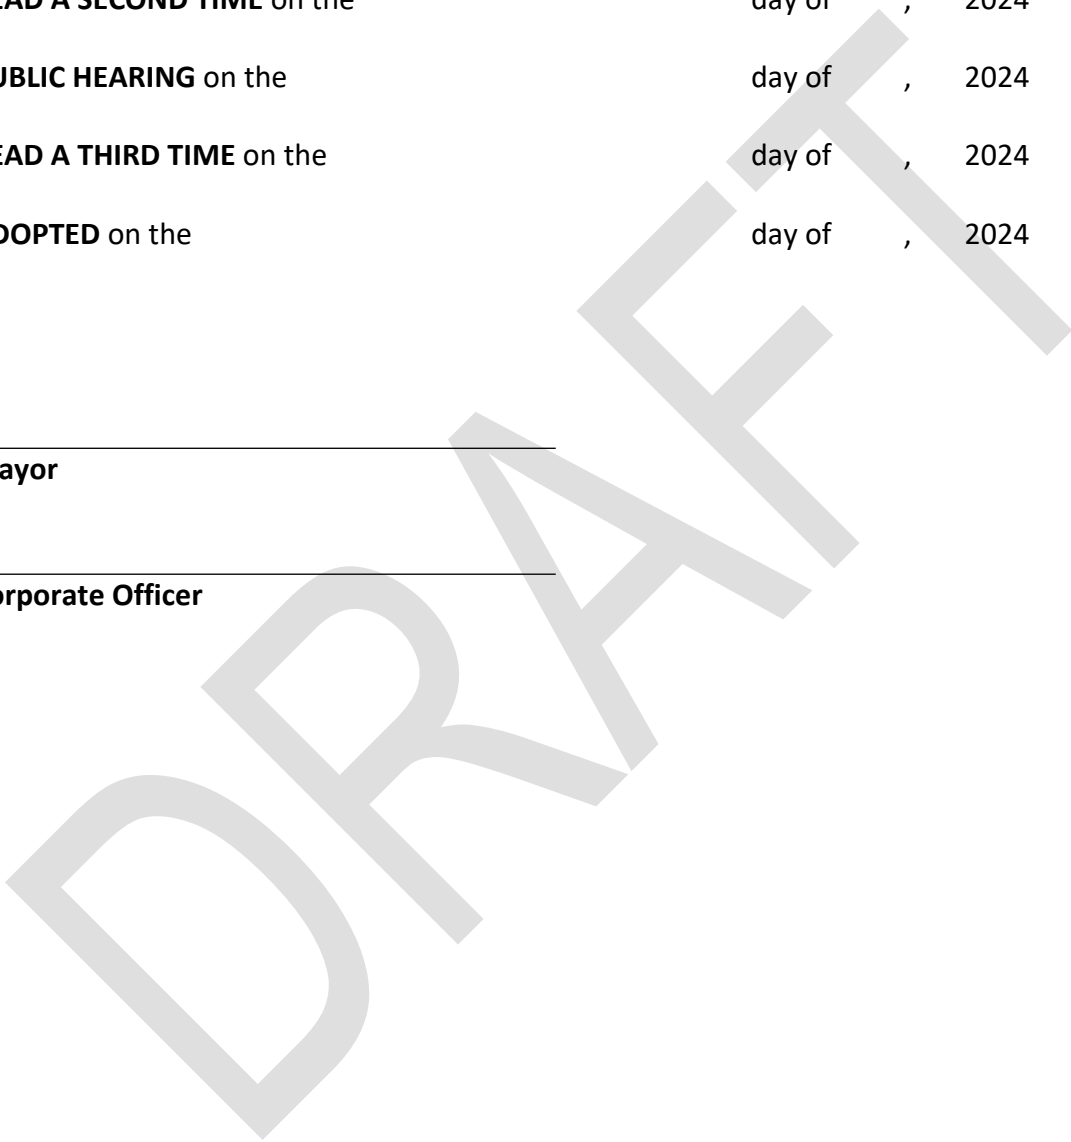 EAD A SECOND TIME on the day of , 2024
UBLIC HEARING on the day of , 2024
EAD A THIRD TIME on the day of , 2024
DOPTED on the day of , 2024
ayor
orporate Officer
DRAFT